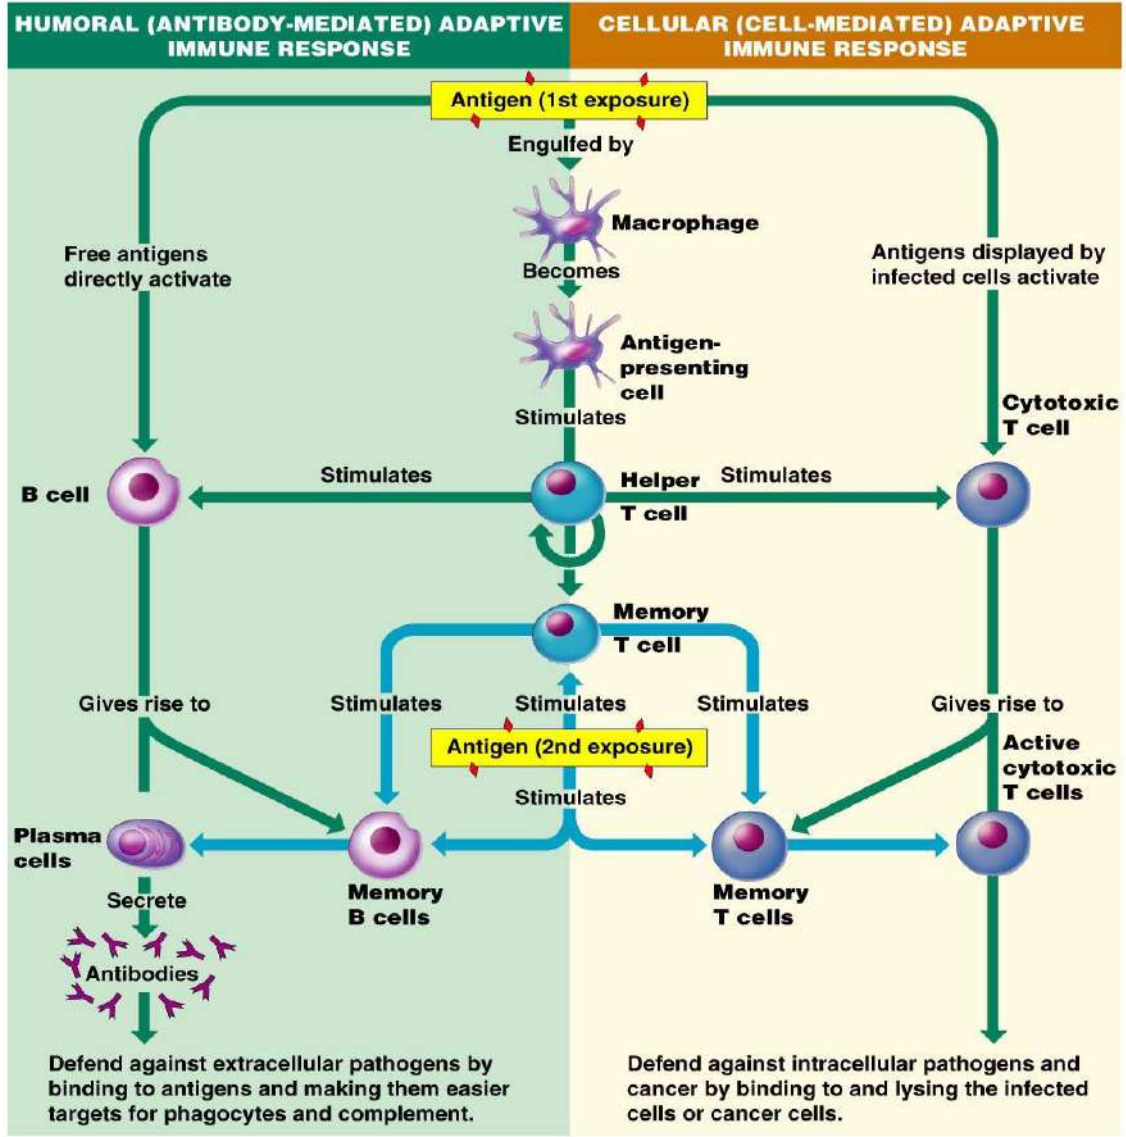 HUMORAL (ANTIBODY-MEDIATED) ADAPTIVE
IMMUNE RESPONSE
CELLULAR (CELL-MEDIATED) ADAPTIVE
IMMUNE RESPONSE
Antigen (1st exposure)
Engulfed by
Macrophage
Free antigens
directly activate
Antigens displayed by
infected cells activate
Becomes
Antigen-
presenting
cell
Stimulates
Cytotoxic
T cell
B cell
Stimulates
Helper
T cell
Stimulates
Memory
T cell
Gives rise to
Stimulates
Stimulates
Stimulates
Gives rise to
Antigen (2nd exposure)
Active
cytotoxic
T cells
Stimulates
Plasma
cells
Memory
B cells
Memory
T cells
Secrete
Antibodies
Defend against extracellular pathogens by
binding to antigens and making them easier
targets for phagocytes and complement.
Defend against intracellular pathogens and
cancer by binding to and lysing the infected
cells or cancer cells.